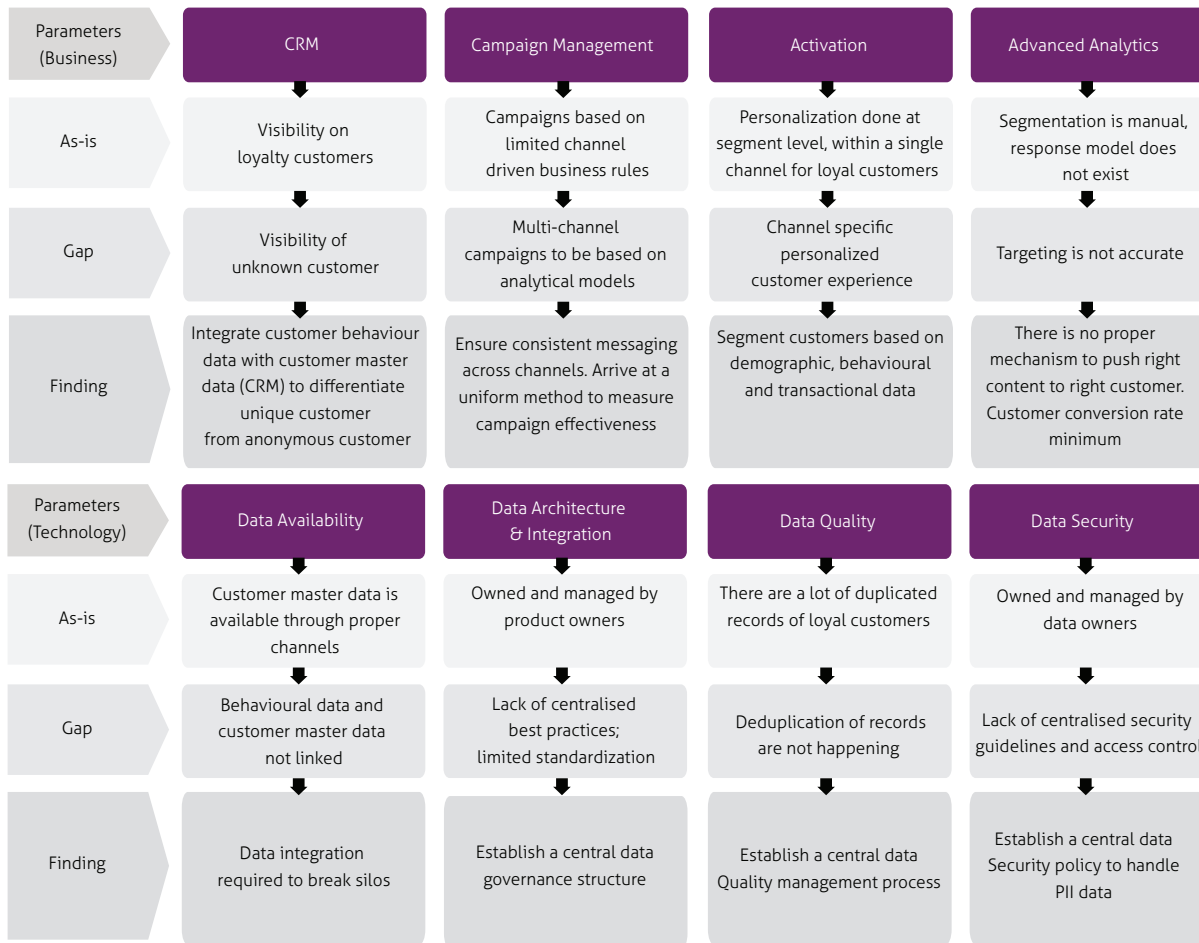 Parameters
(Business)
CRM
Campaign Management
Activation
Advanced Analytics
As-is
Visibility on
loyalty customers
Campaigns based on
limited channel
driven business rules
Personalization done at
segment level, within a single
channel for loyal customers
Segmentation is manual,
response model does
not exist
Gap
Visibility of
unknown customer
Multi-channel
campaigns to be based on
analytical models
Channel specific
personalized
customer experience
Targeting is not accurate
Finding
Integrate customer behaviour
data with customer master
data (CRM) to differentiate
unique customer
from anonymous customer
Ensure consistent messaging
across channels. Arrive at a
uniform method to measure
campaign effectiveness
Segment customers based on
demographic, behavioural
and transactional data
There is no proper
mechanism to push right
content to right customer.
Customer conversion rate
minimum
Parameters
(Technology)
Data Availability
Data Architecture
& Integration
Data Quality
Data Security
As-is
Customer master data is
available through proper
channels
Owned and managed by
product owners
There are a lot of duplicated
records of loyal customers
Owned and managed by
data owners
Gap
Behavioural data and
customer master data
not linked
Lack of centralised
best practices;
limited standardization
Deduplication of records
are not happening
Lack of centralised security
guidelines and access control
Finding
Data integration
required to break silos
Establish a central data
governance structure
Establish a central data
Quality management process
Establish a central data
Security policy to handle
PII data